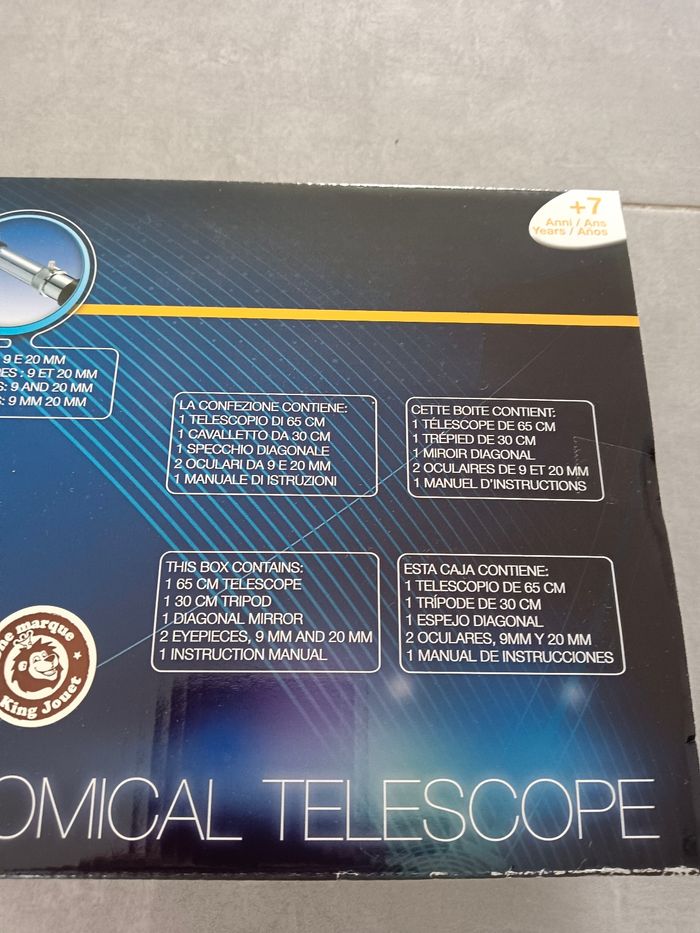 +7
Anni / Ans
Years / Años
9 E 20 MM
: 9 ET 20 MM
: 9 AND 20 MM
: 9 MM 20 MM
LA CONFEZIONE CONTIENE:
1 TELESCOPIO DI 65 CM
1 CAVALLETTO DA 30 CM
1 SPECCHIO DIAGONALE
2 OCULARI DA 9 E 20 MM
1 MANUALE DI ISTRUZIONI
CETTE BOITE CONTIENT:
1 TÉLESCOPE DE 65 CM
1 TRÉPIED DE 30 CM
1 MIROIR DIAGONAL
2 OCULAIRES DE 9 ET 20 MM
1 MANUEL D'INSTRUCTIONS
THIS BOX CONTAINS:
1 65 CM TELESCOPE
1 30 CM TRIPOD
1 DIAGONAL MIRROR
2 EYEPIECES, 9 MM AND 20 MM
1 INSTRUCTION MANUAL
ESTA CAJA CONTIENE:
1 TELESCOPIO DE 65 CM
1 TRÍPODE DE 30 CM
1 ESPEJO DIAGONAL
2 OCULARES, 9MM Y 20 MM
1 MANUAL DE INSTRUCCIONES
marque
King Jouet
OMICAL TELESCOPE